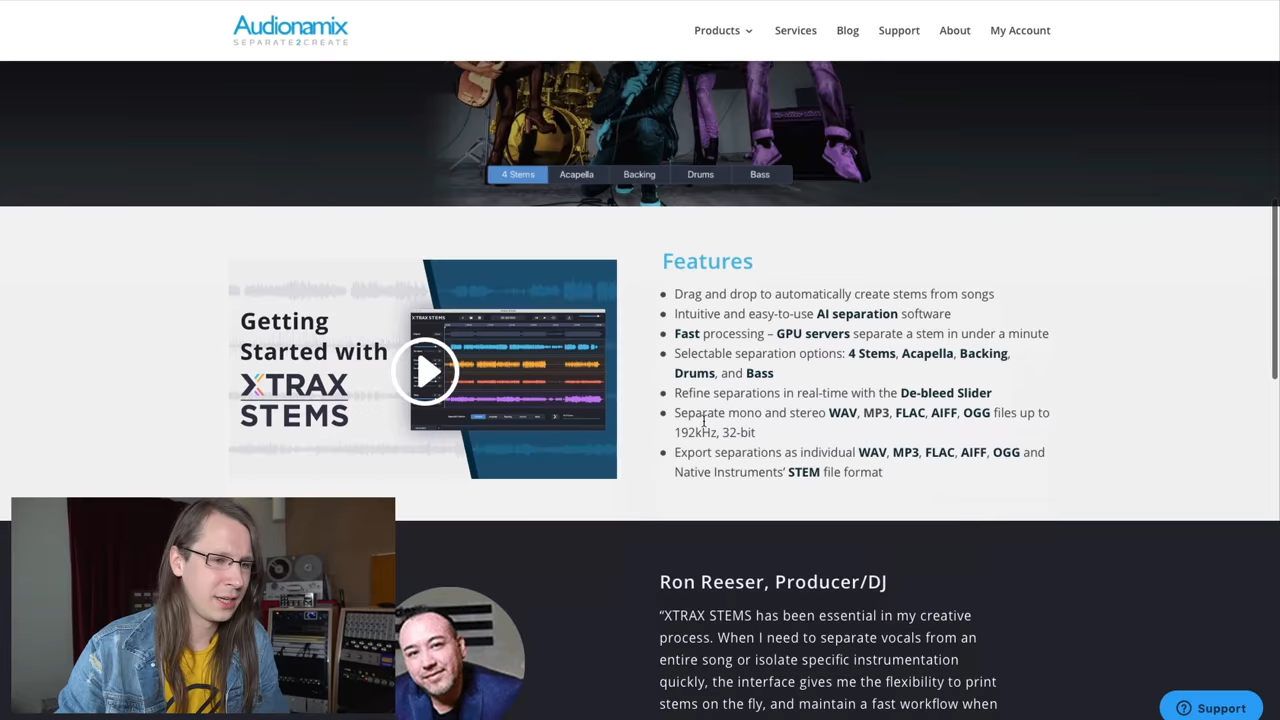 Audionamix
SEPARATE2CREATE
Products
Services
Blog
Support
About
My Account
4 Stems
Acapella
Backing
Drums
Bass
Getting
Started with
XTRAX
STEMS
XTRAX STEMS
Features
Drag and drop to automatically create stems from songs
Intuitive and easy-to-use AI separation software
Fast processing – GPU servers separate a stem in under a minute
Selectable separation options: 4 Stems, Acapella, Backing,
Drums, and Bass
Refine separations in real-time with the De-bleed Slider
Separate mono and stereo WAV, MP3, FLAC, AIFF, OGG files up to
192kHz, 32-bit
Export separations as individual WAV, MP3, FLAC, AIFF, OGG and
Native Instruments' STEM file format
Ron Reeser, Producer/DJ
“XTRAX STEMS has been essential in my creative
process. When I need to separate vocals from an
entire song or isolate specific instrumentation
quickly, the interface gives me the flexibility to print
stems on the fly, and maintain a fast workflow when
Support